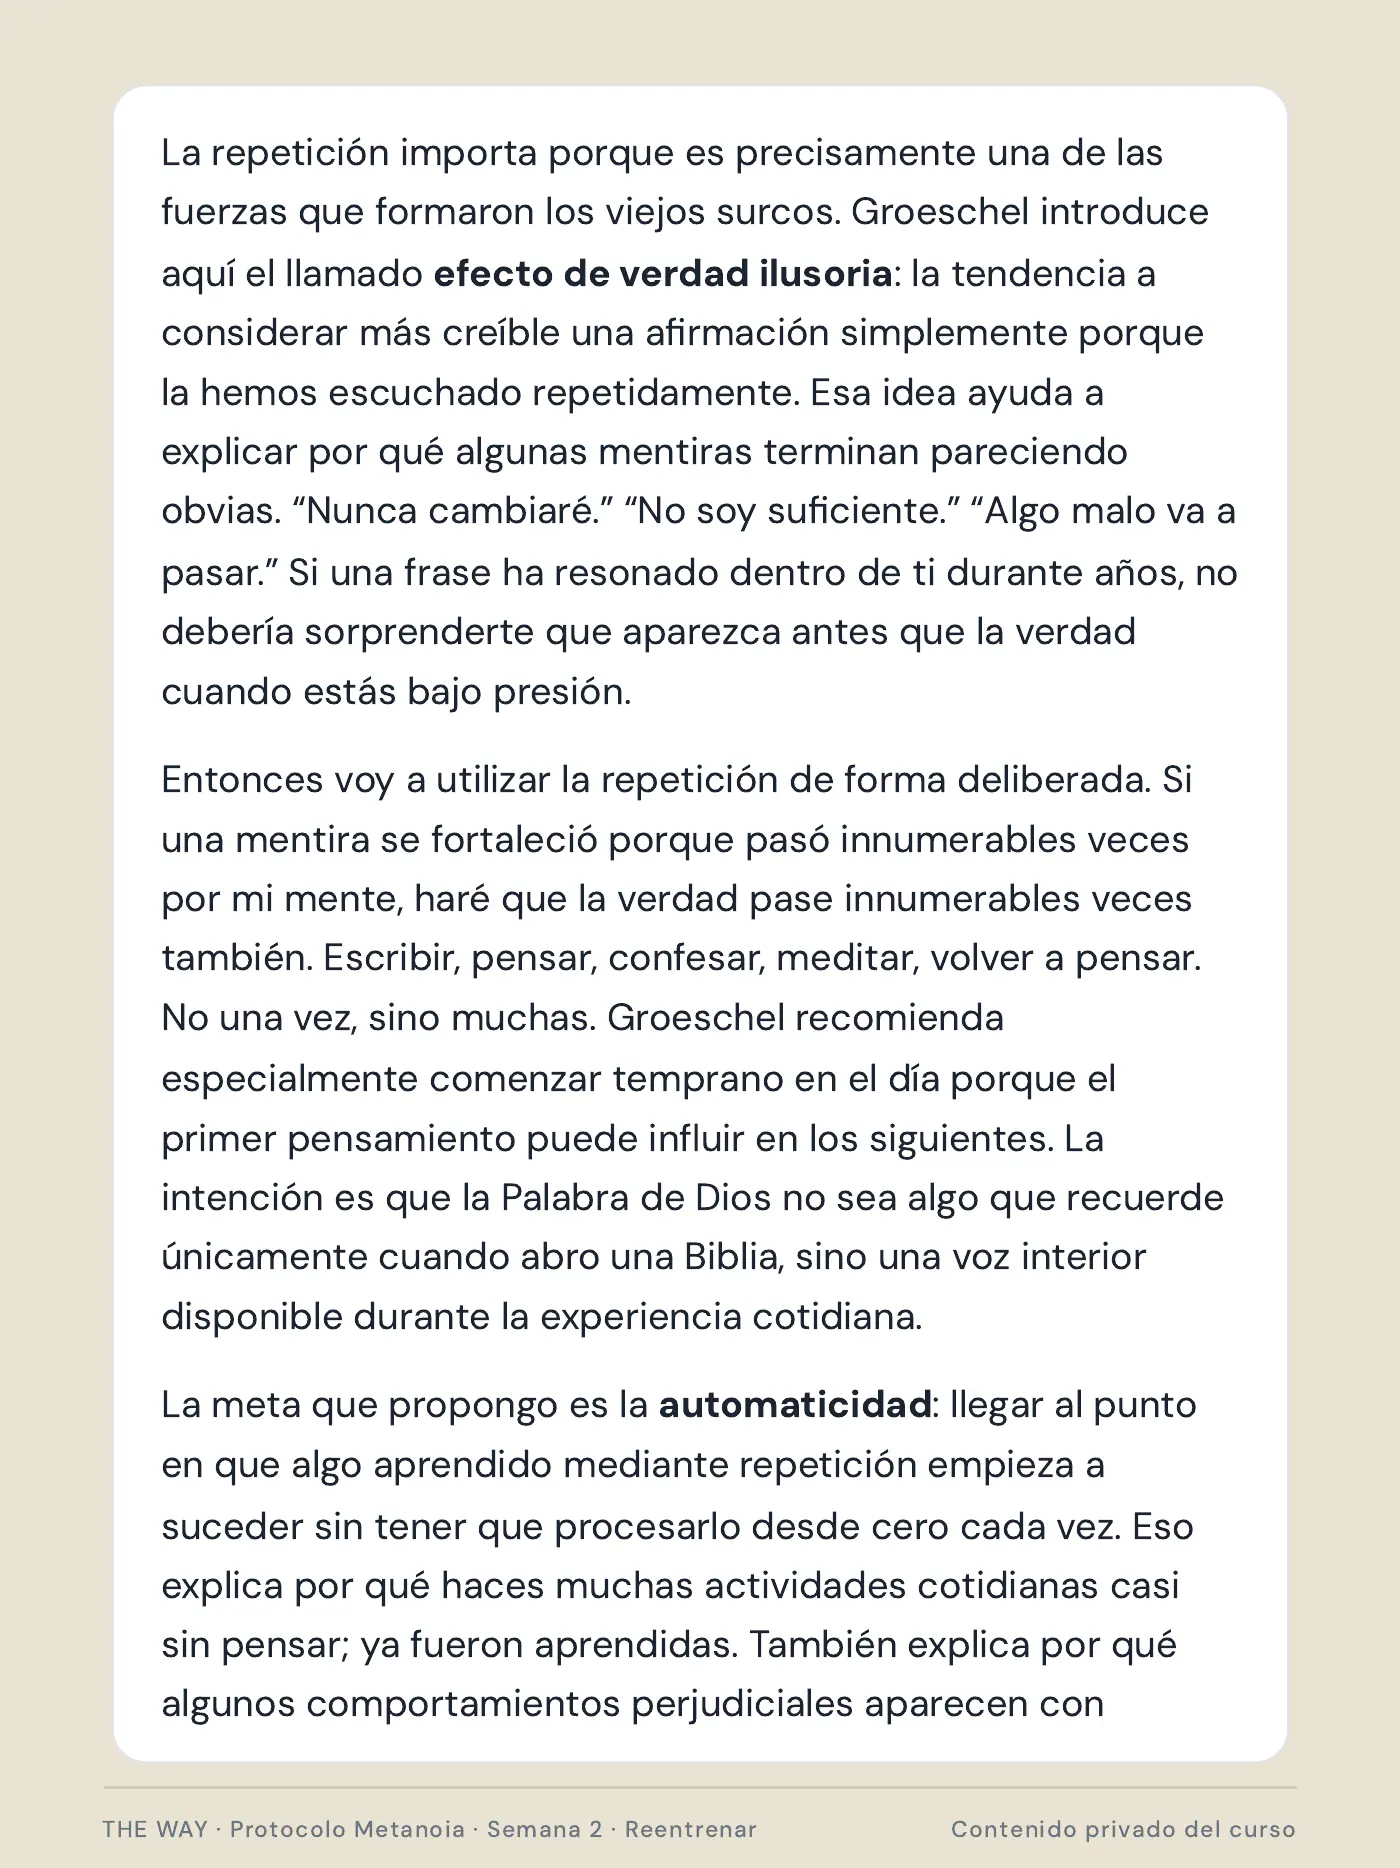 La repetición importa porque es precisamente una de las
fuerzas que formaron los viejos surcos. Groeschel introduce
aquí el llamado efecto de verdad ilusoria: la tendencia a
considerar más creíble una afirmación simplemente porque
la hemos escuchado repetidamente. Esa idea ayuda a
explicar por qué algunas mentiras terminan pareciendo
obvias. “Nunca cambiaré.” “No soy suficiente.” “Algo malo va a
pasar.” Si una frase ha resonado dentro de ti durante años, no
debería sorprenderte que aparezca antes que la verdad
cuando estás bajo presión.
Entonces voy a utilizar la repetición de forma deliberada. Si
una mentira se fortaleció porque pasó innumerables veces
por mi mente, haré que la verdad pase innumerables veces
también. Escribir, pensar, confesar, meditar, volver a pensar.
No una vez, sino muchas. Groeschel recomienda
especialmente comenzar temprano en el día porque el
primer pensamiento puede influir en los siguientes. La
intención es que la Palabra de Dios no sea algo que recuerde
únicamente cuando abro una Biblia, sino una voz interior
disponible durante la experiencia cotidiana.
La meta que propongo es la automaticidad: llegar al punto
en que algo aprendido mediante repetición empieza a
suceder sin tener que procesarlo desde cero cada vez. Eso
explica por qué haces muchas actividades cotidianas casi
sin pensar; ya fueron aprendidas. También explica por qué
algunos comportamientos perjudiciales aparecen con
THE WAY · Protocolo Metanoia · Semana 2 · Reentrenar
Contenido privado del curso